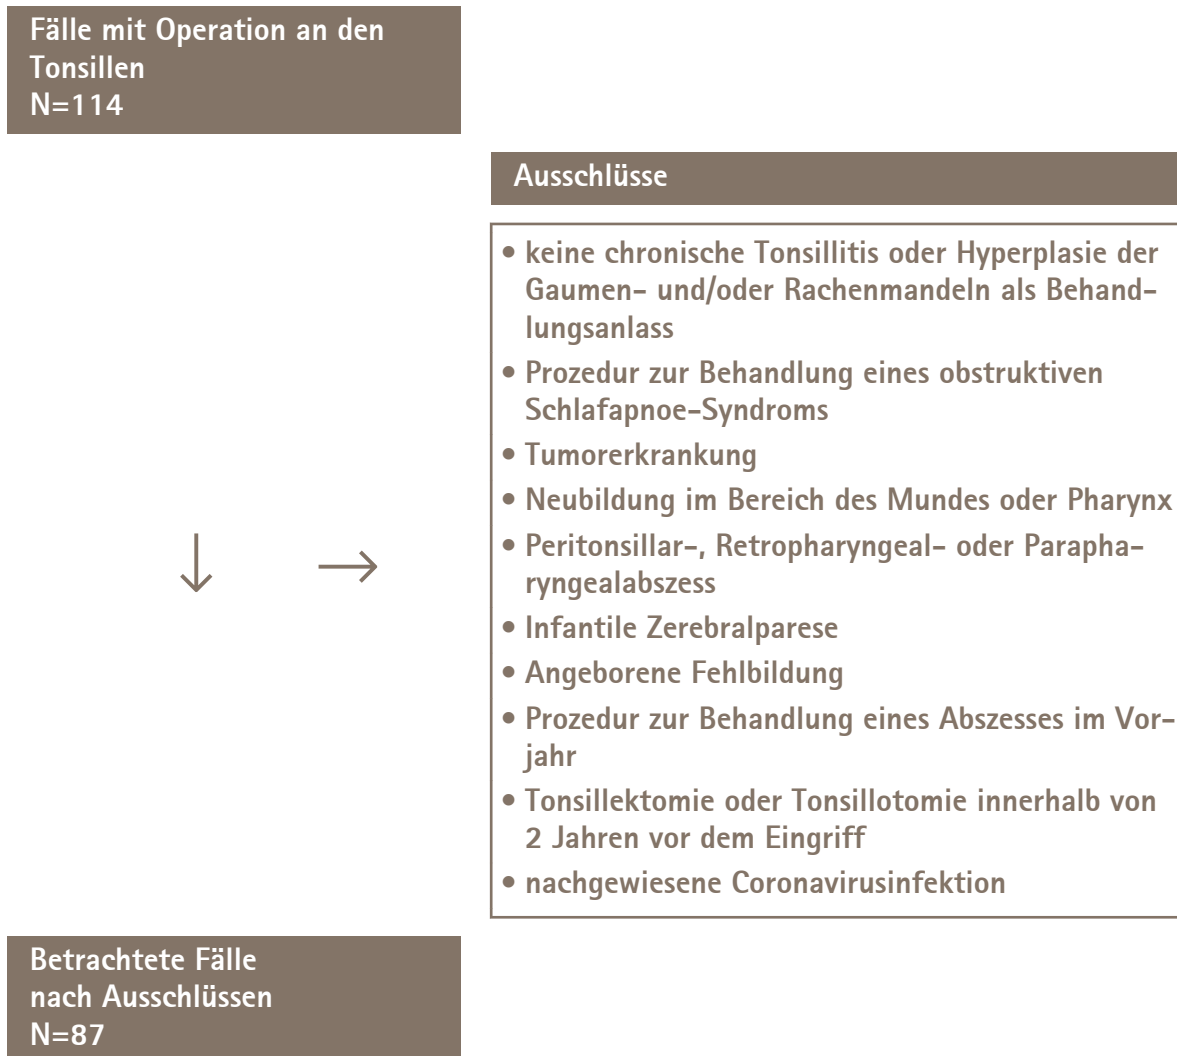 Fälle mit Operation an den
Tonsillen
N=114
Ausschlüsse
• keine chronische Tonsillitis oder Hyperplasie der
Gaumen- und/oder Rachenmandeln als Behand-
lungsanlass
• Prozedur zur Behandlung eines obstruktiven
Schlafapnoe-Syndroms
• Tumorerkrankung
• Neubildung im Bereich des Mundes oder Pharynx
• Peritonsillar-, Retropharyngeal- oder Parapha-
ryngealabszess
• Infantile Zerebralparese
• Angeborene Fehlbildung
• Prozedur zur Behandlung eines Abszesses im Vor-
jahr
• Tonsillektomie oder Tonsillotomie innerhalb von
2 Jahren vor dem Eingriff
• nachgewiesene Coronavirusinfektion
Betrachtete Fälle
nach Ausschlüssen
N=87